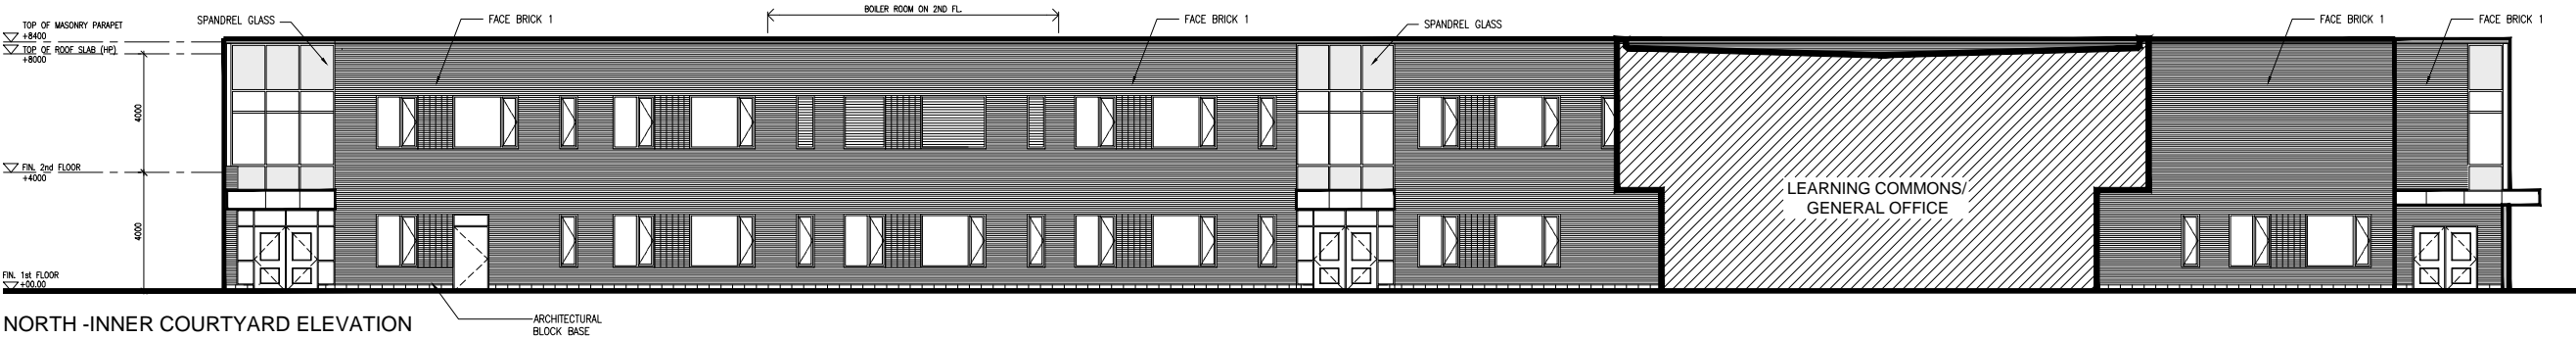 TOP OF MASONRY PARAPET
+8400
TOP OF ROOF SLAB (HP)
+8000
SPANDREL GLASS
FACE BRICK 1
BOILER ROOM ON 2ND FL.
FACE BRICK 1
SPANDREL GLASS
FACE BRICK 1
FACE BRICK 1
4000
FIN. 2nd FLOOR
+4000
4000
FIN. 1st FLOOR
+00.00
LEARNING COMMONS/
GENERAL OFFICE
ARCHITECTURAL
BLOCK BASE
NORTH -INNER COURTYARD ELEVATION